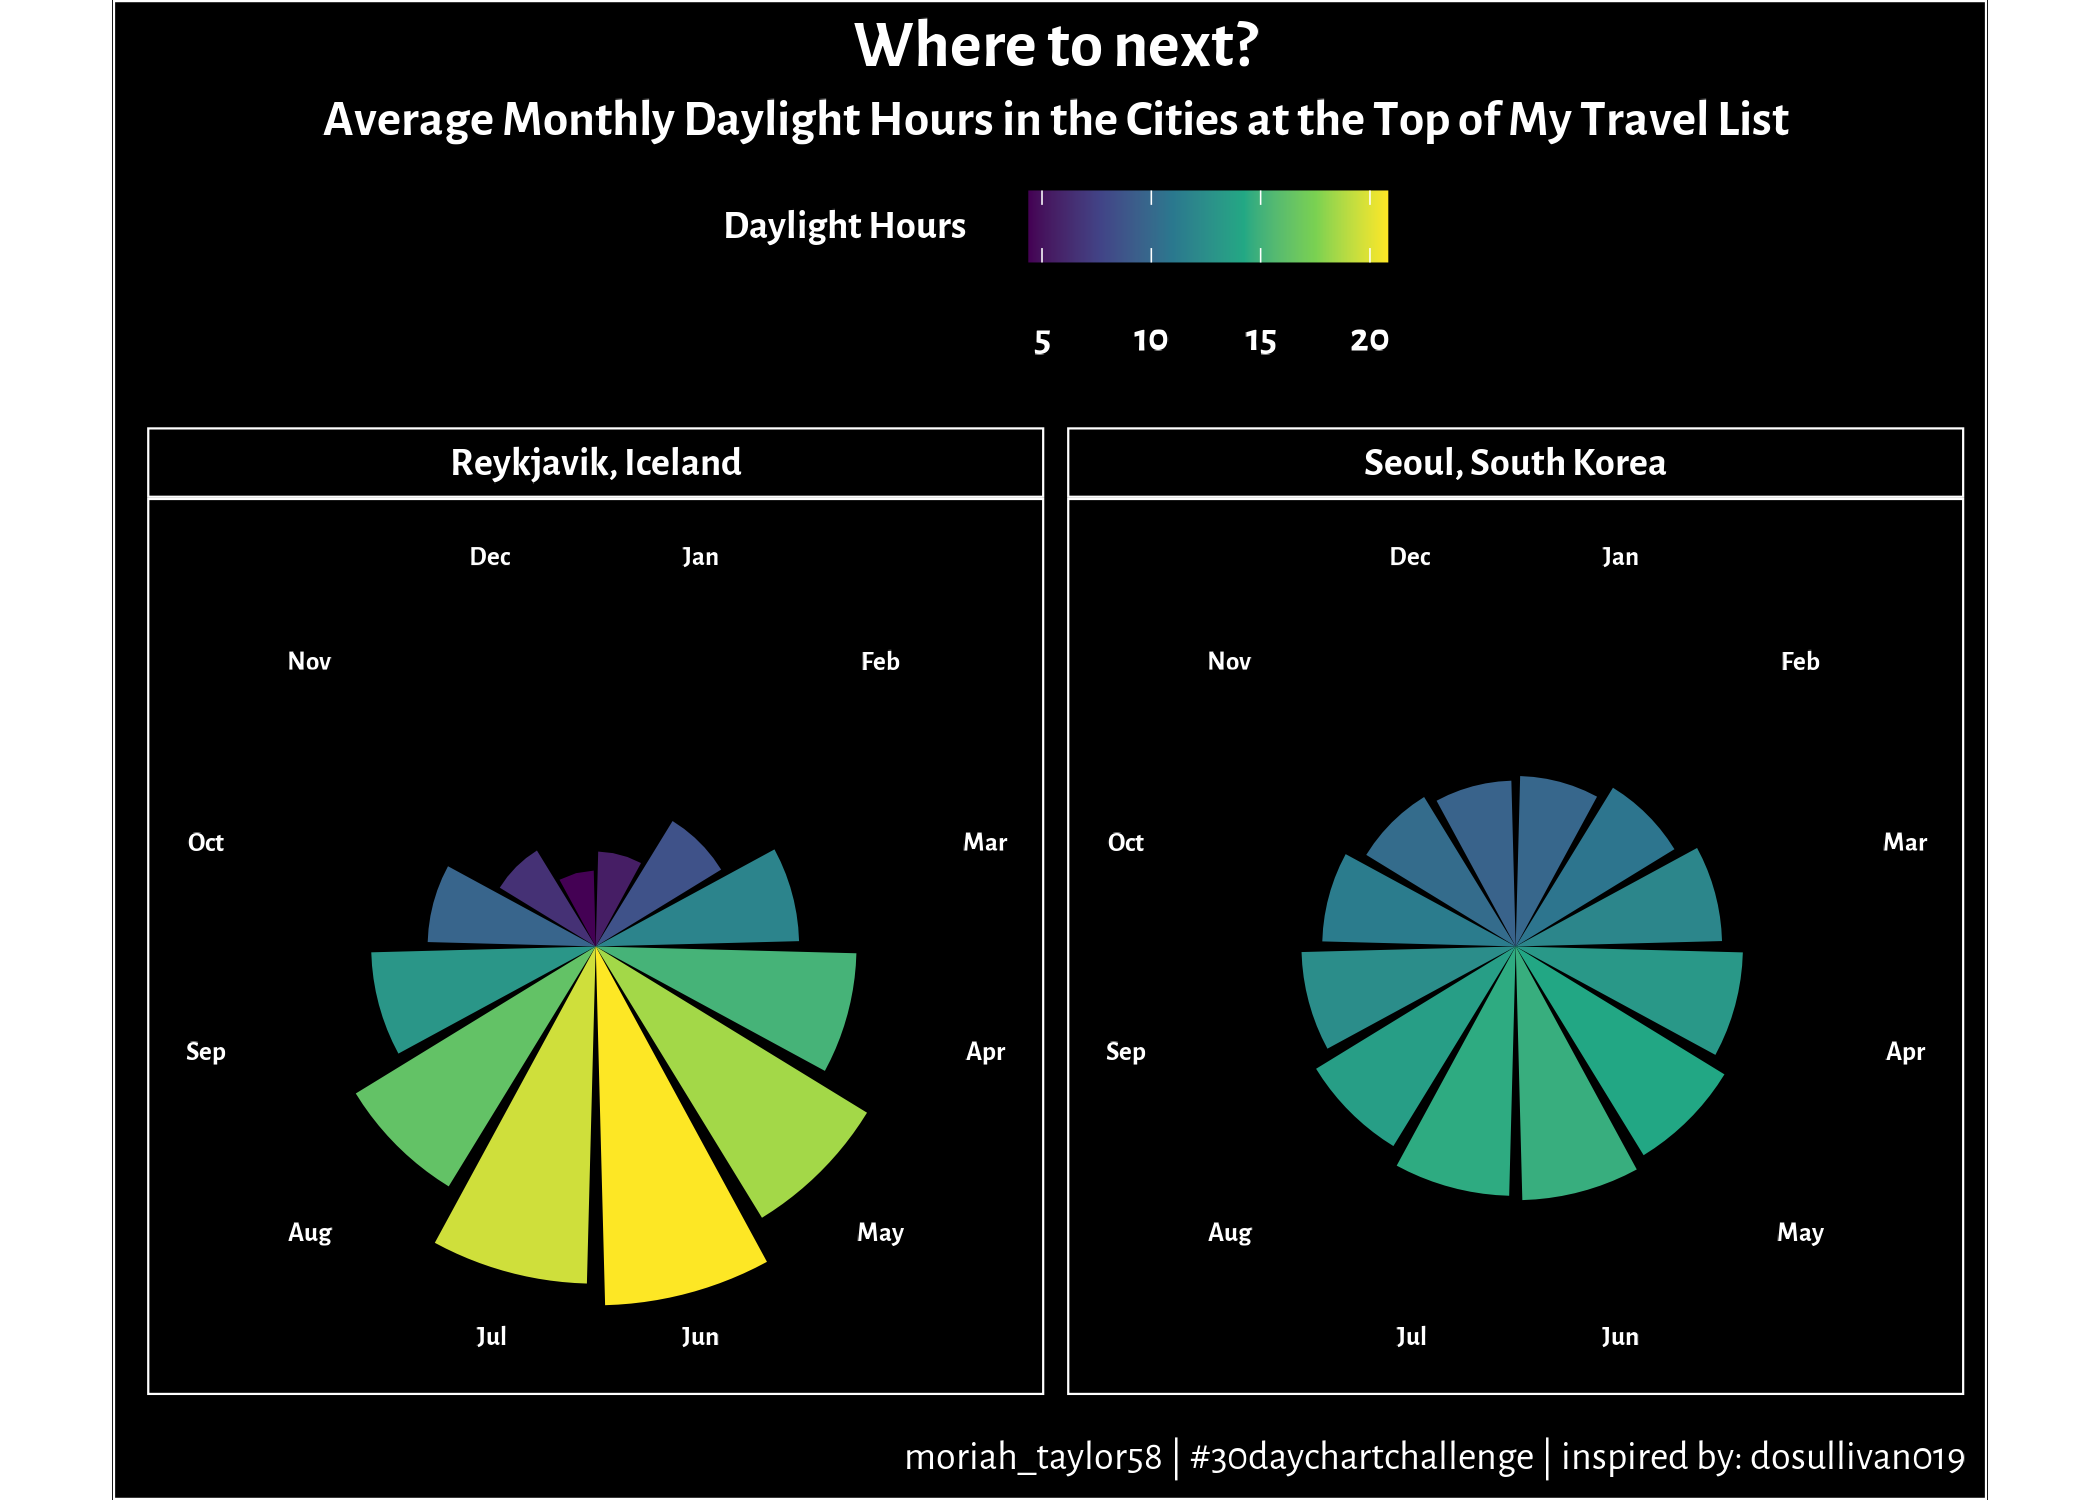 Where to next?
Average Monthly Daylight Hours in the Cities at the Top of My Travel List
Daylight Hours
5 10 15 20
Reykjavik, Iceland
Dec Jan
Nov Feb
Oct Mar
Sep Apr
Aug May
Jul Jun
Seoul, South Korea
Dec Jan
Nov Feb
Oct Mar
Sep Apr
Aug May
Jul Jun
moriah_taylor58 | #30daychartchallenge | inspired by: dosullivan019